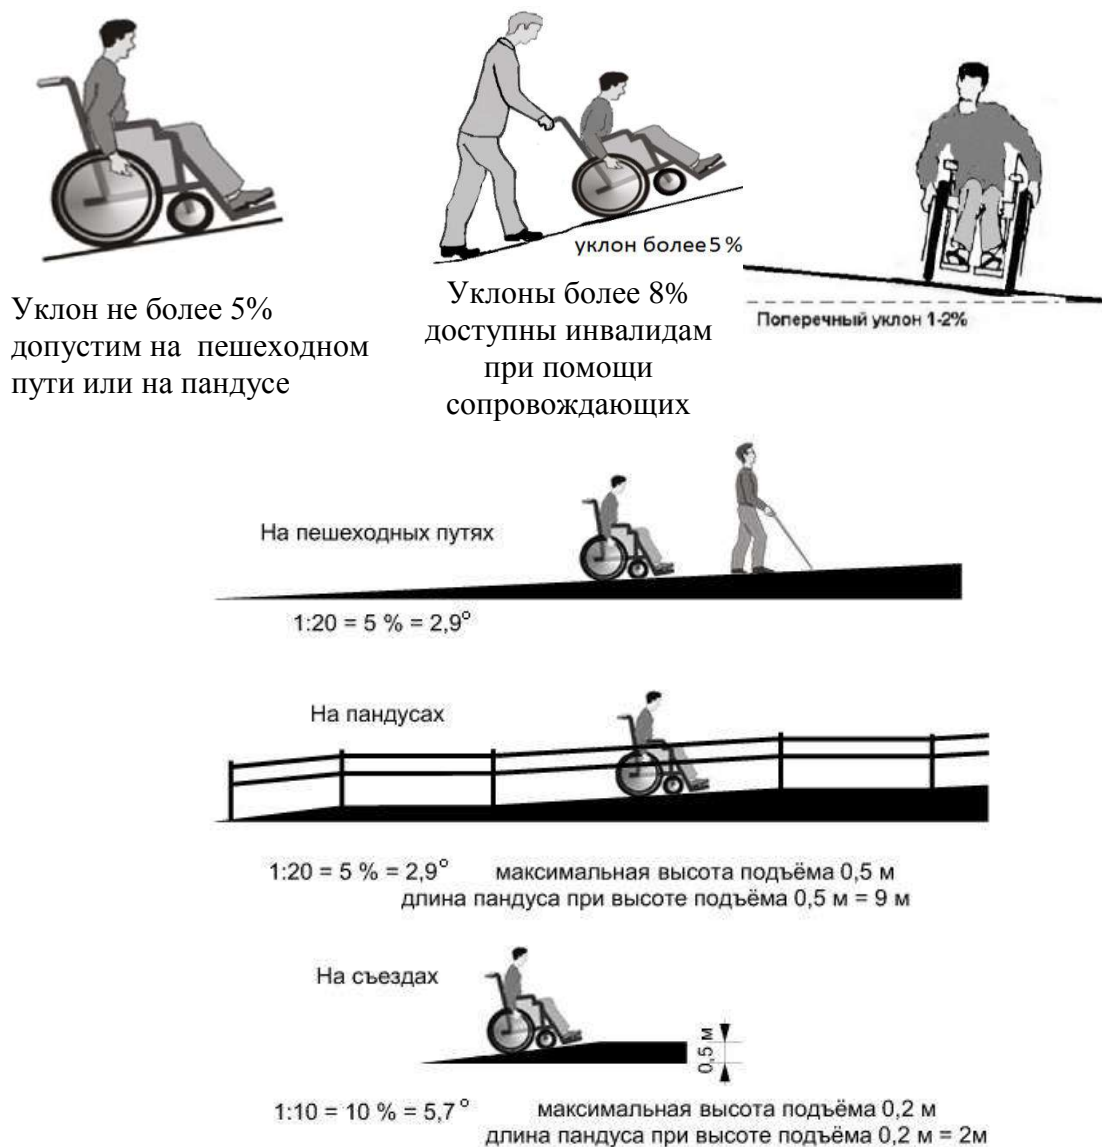 уклон более 5 %
Уклон не более 5%
допустим на пешеходном
пути или на пандусе
Уклоны более 8%
доступны инвалидам
при помощи
сопровождающих
Поперечный уклон 1-2%
На пешеходных путях
1:20 = 5 % = 2,9°
На пандусах
1:20 = 5 % = 2,9° максимальная высота подъёма 0,5 м
длина пандуса при высоте подъёма 0,5 м = 9 м
На съездах
0,5 м
1:10 = 10 % = 5,7° максимальная высота подъёма 0,2 м
длина пандуса при высоте подъёма 0,2 м = 2м